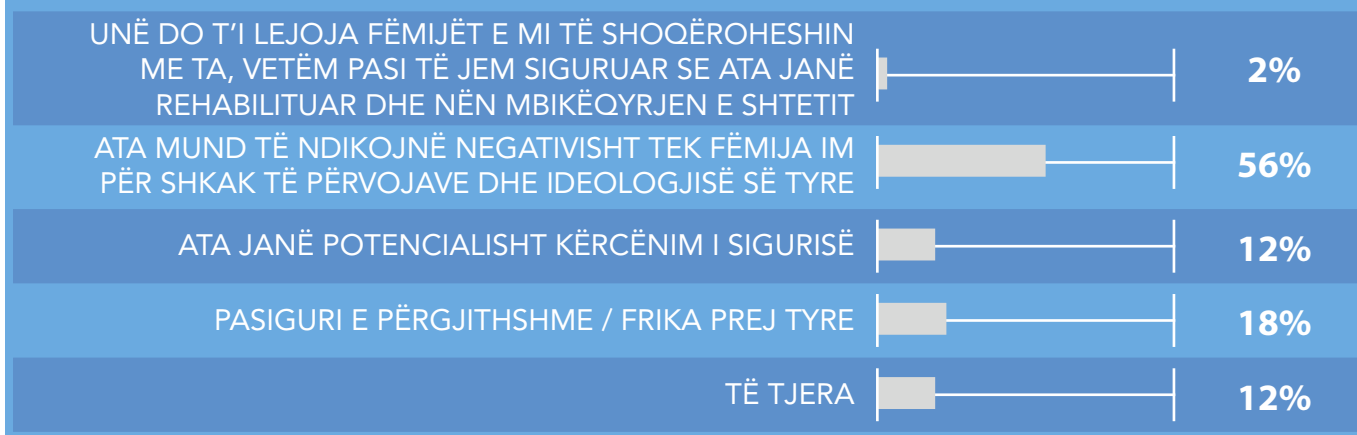 UNË DO T'I LEJOJA FËMIJËT E MI TË SHOQËROHESHIN
ME TA, VETËM PASI TË JEM SIGURUAR SE ATA JANË
REHABILITUAR DHE NËN MBIKËQYRJEN E SHTETIT
2%
ATA MUND TË NDIKOJNË NEGATIVISHT TEK FËMIJA IM
PËR SHKAK TË PËRVOJAVE DHE IDEOLOGJISË SË TYRE
56%
ATA JANË POTENCIALISHT KËRCËNIM I SIGURISË
12%
PASIGURI E PËRGJITHSHME / FRIKA PREJ TYRE
18%
TË TJERA
12%